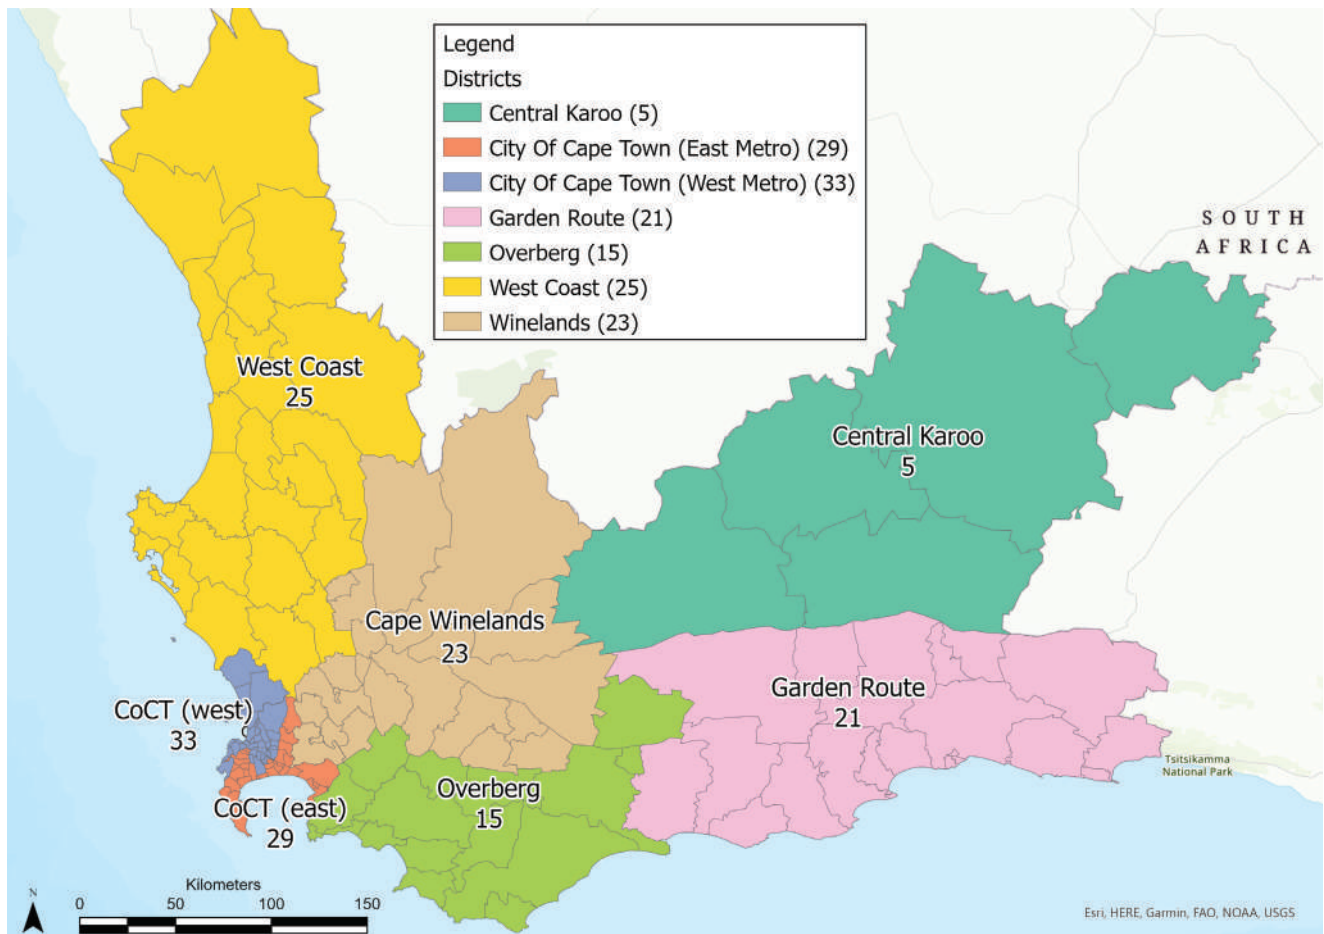 Legend
Districts
Central Karoo (5)
City Of Cape Town (East Metro) (29)
City Of Cape Town (West Metro) (33)
Garden Route (21)
Overberg (15)
West Coast (25)
Winelands (23)
SOUTH
AFRICA
West Coast
25
Central Karoo
5
Cape Winelands
23
Garden Route
21
CoCT (west)
33
Tsitsikamma
National Park
Overberg
15
CoCT (east)
29
Kilometers
N
0 50 100 150
Esri, HERE, Garmin, FAO, NOAA, USGS